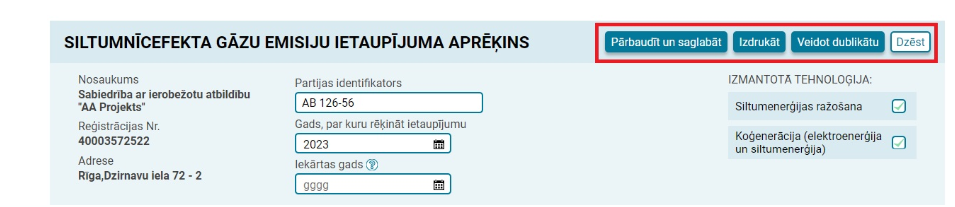 SILTUMNĪCEFEKTA GĀZU EMISIJU IETAUPĪJUMA APRĒĶINS
Pārbaudīt un saglabāt
Izdrukāt
Veidot dublikātu
Dzēst
Nosaukums
Sabiedrība ar ierobežotu atbildību
"AA Projekts"
Reģistrācijas Nr.
40003572522
Adrese
Rīga,Dzirnavu iela 72 - 2
Partijas identifikators
AB 126-56
Gads, par kuru rēķināt ietaupījumu
2023
Iekārtas gads ?
gggg
IZMANTOTĀ TEHNOLOĢIJA:
Siltumenerģijas ražošana
Koģenerācija (elektroenerģija
un siltumenerģija)